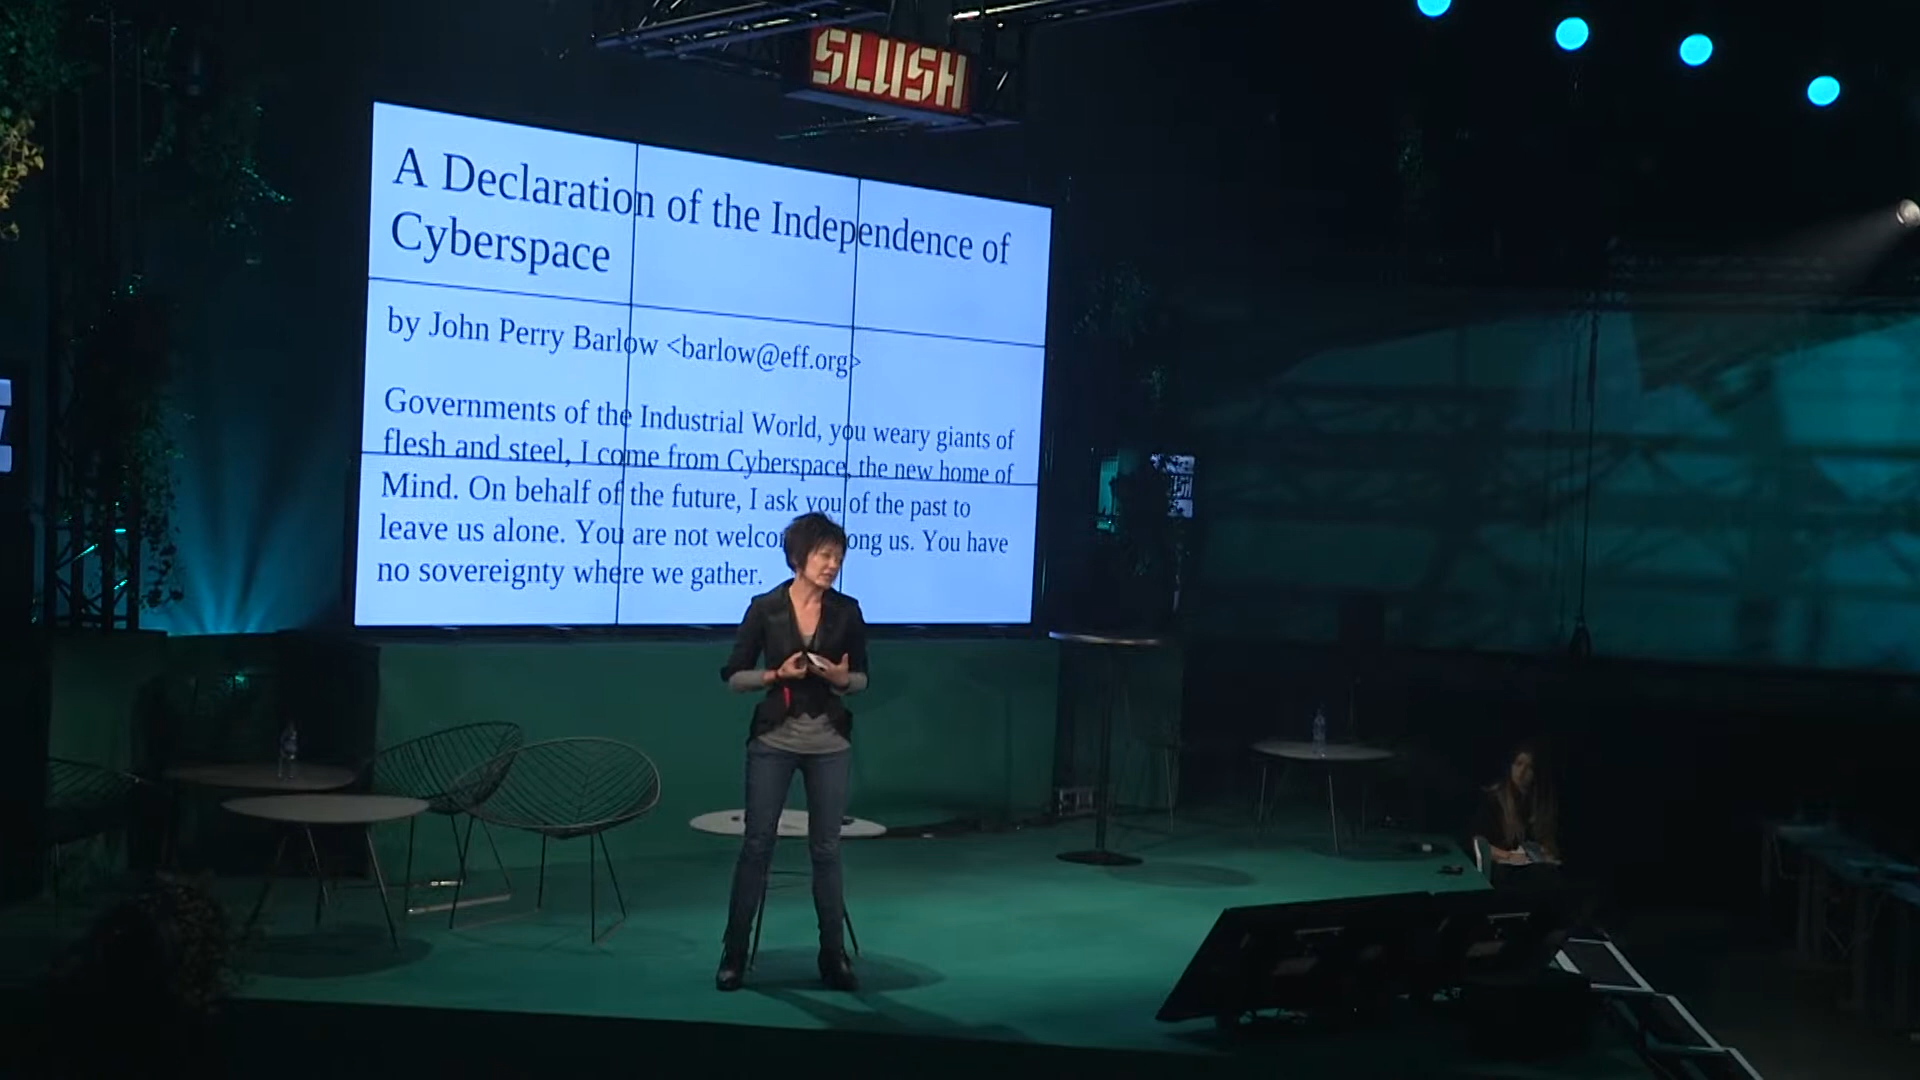 SLUSH
A Declaration of the Independence of
Cyberspace
by John Perry Barlow <barlow@eff.org>
Governments of the Industrial World, you weary giants of
flesh and steel, I come from Cyberspace, the new home of
Mind. On behalf of the future, I ask you of the past to
leave us alone. You are not welco ong us. You have
no sovereignty where we gather.